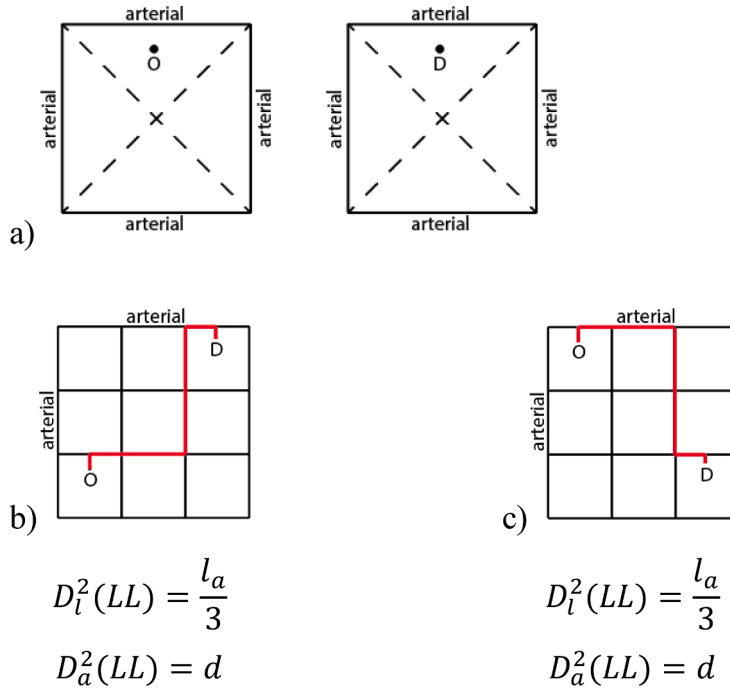 arterial arterial
O D
arterial arterial arterial arterial
arterial arterial
a)
arterial arterial
D O
arterial arterial
O D
b) c)
D_l^2(LL) = l_a/3 D_l^2(LL) = l_a/3
D_a^2(LL) = d D_a^2(LL) = d